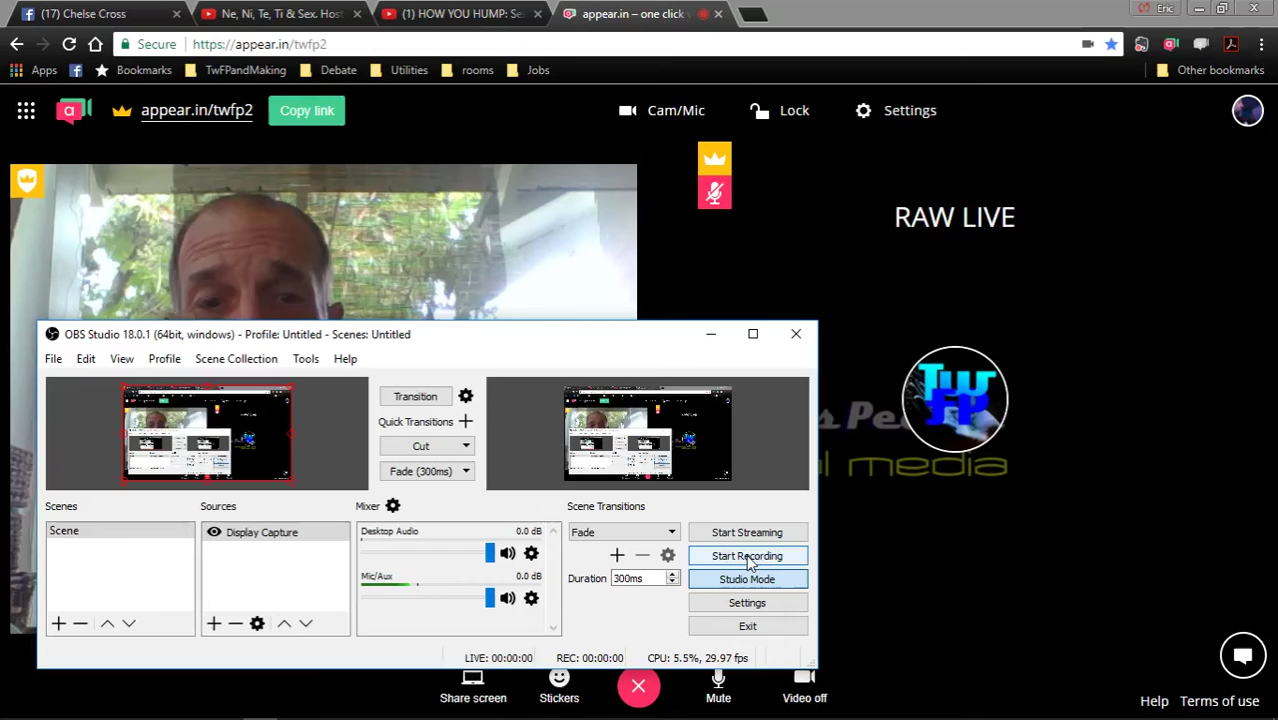 (17) Chelse Cross
Ne, Ni, Te, Ti & Sex. Host
(1) HOW YOU HUMP: Se
appear.in – one click v
Eric
Secure
https://appear.in/twfp2
Apps
Bookmarks
TwFPandMaking
Debate
Utilities
rooms
Jobs
Other bookmarks
appear.in/twfp2
Copy link
Cam/Mic
Lock
Settings
RAW LIVE
OBS Studio 18.0.1 (64bit, windows) - Profile: Untitled - Scenes: Untitled
File Edit View Profile Scene Collection Tools Help
Transition
Quick Transitions
Cut
Fade (300ms)
Scenes
Sources
Mixer
Scene Transitions
Scene
Display Capture
Desktop Audio 0.0 dB
Mic/Aux 0.0 dB
Fade
Duration 300ms
Start Streaming
Start Recording
Studio Mode
Settings
Exit
LIVE: 00:00:00 REC: 00:00:00 CPU: 5.5%, 29.97 fps
TwS
FP
s Pe
al media
Share screen
Stickers
Mute
Video off
Help
Terms of use